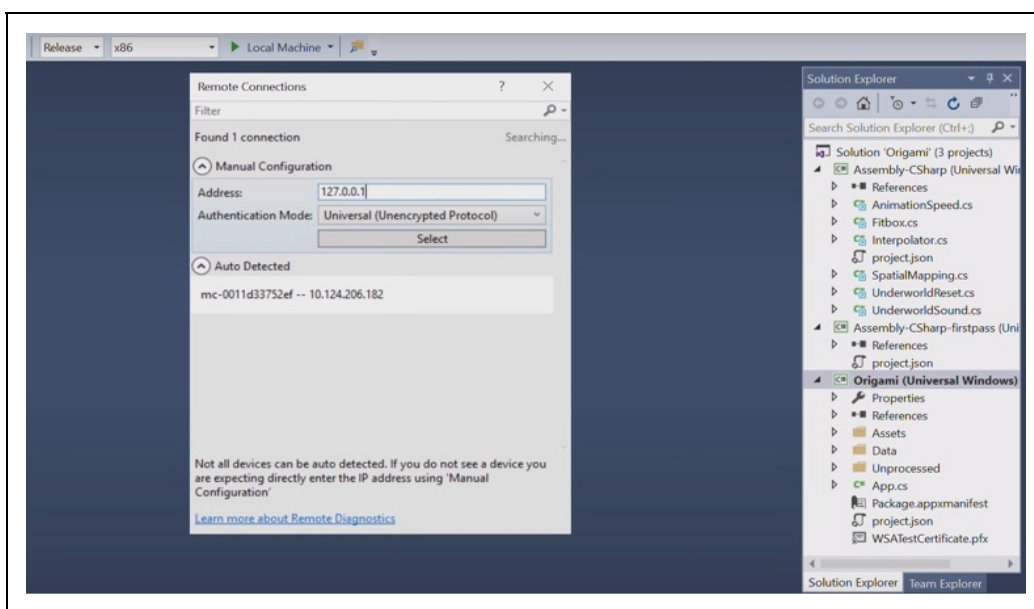 Release x86 Local Machine
Remote Connections ? ×
Filter
Found 1 connection Searching...
Manual Configuration
Address: 127.0.0.1
Authentication Mode: Universal (Unencrypted Protocol)
Select
Auto Detected
mc-0011d33752ef -- 10.124.206.182
Not all devices can be auto detected. If you do not see a device you
are expecting directly enter the IP address using 'Manual
Configuration'
Learn more about Remote Diagnostics
Solution Explorer
Search Solution Explorer (Ctrl+;)
Solution 'Origami' (3 projects)
C# Assembly-CSharp (Universal Wi
References
C# AnimationSpeed.cs
C# Fitbox.cs
C# Interpolator.cs
project.json
C# SpatialMapping.cs
C# UnderworldReset.cs
C# UnderworldSound.cs
C# Assembly-CSharp-firstpass (Uni
References
project.json
C# Origami (Universal Windows)
Properties
References
Assets
Data
Unprocessed
C# App.cs
Package.appxmanifest
project.json
WSATestCertificate.pfx
Solution Explorer Team Explorer